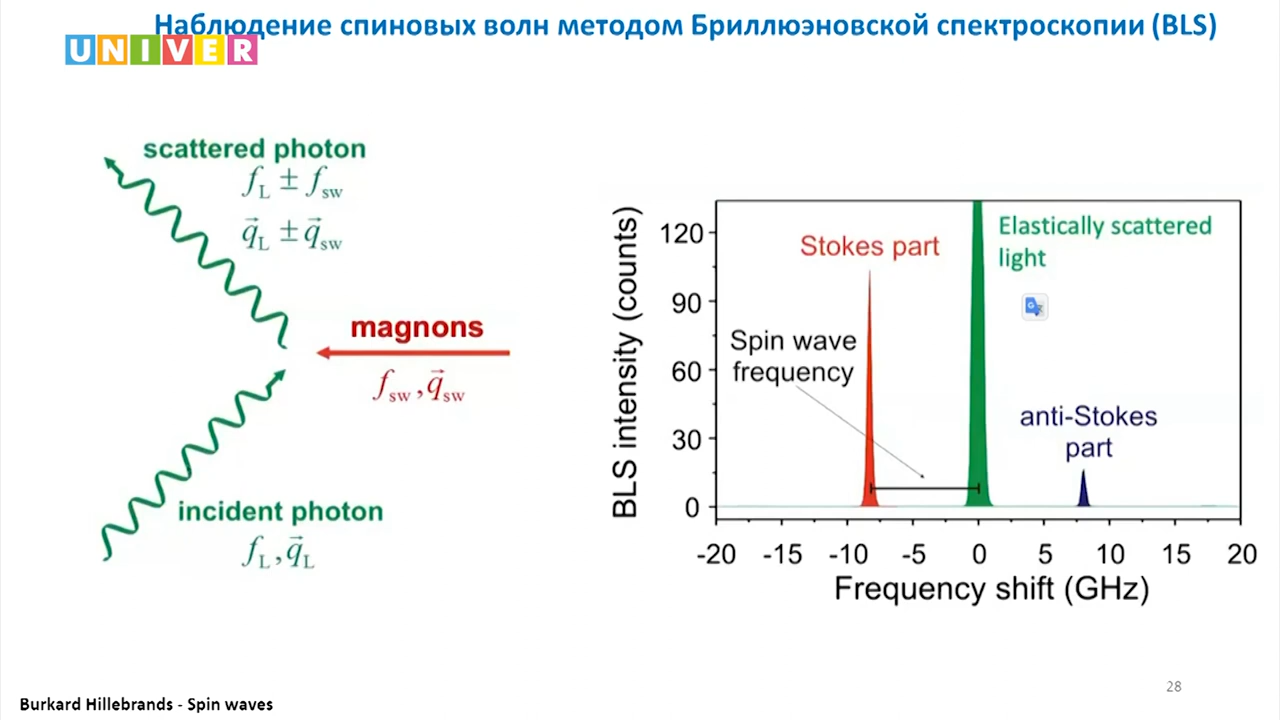 Наблюдение спиновых волн методом Бриллюэновской спектроскопии (BLS)
UNIVER
scattered photon
f_L ± f_sw
q⃗_L ± q⃗_sw
magnons
f_sw , q⃗_sw
incident photon
f_L , q⃗_L
BLS intensity (counts)
120
90
60
30
0
Stokes part
Elastically scattered
light
Spin wave
frequency
anti-Stokes
part
-20 -15 -10 -5 0 5 10 15 20
Frequency shift (GHz)
28
Burkard Hillebrands - Spin waves